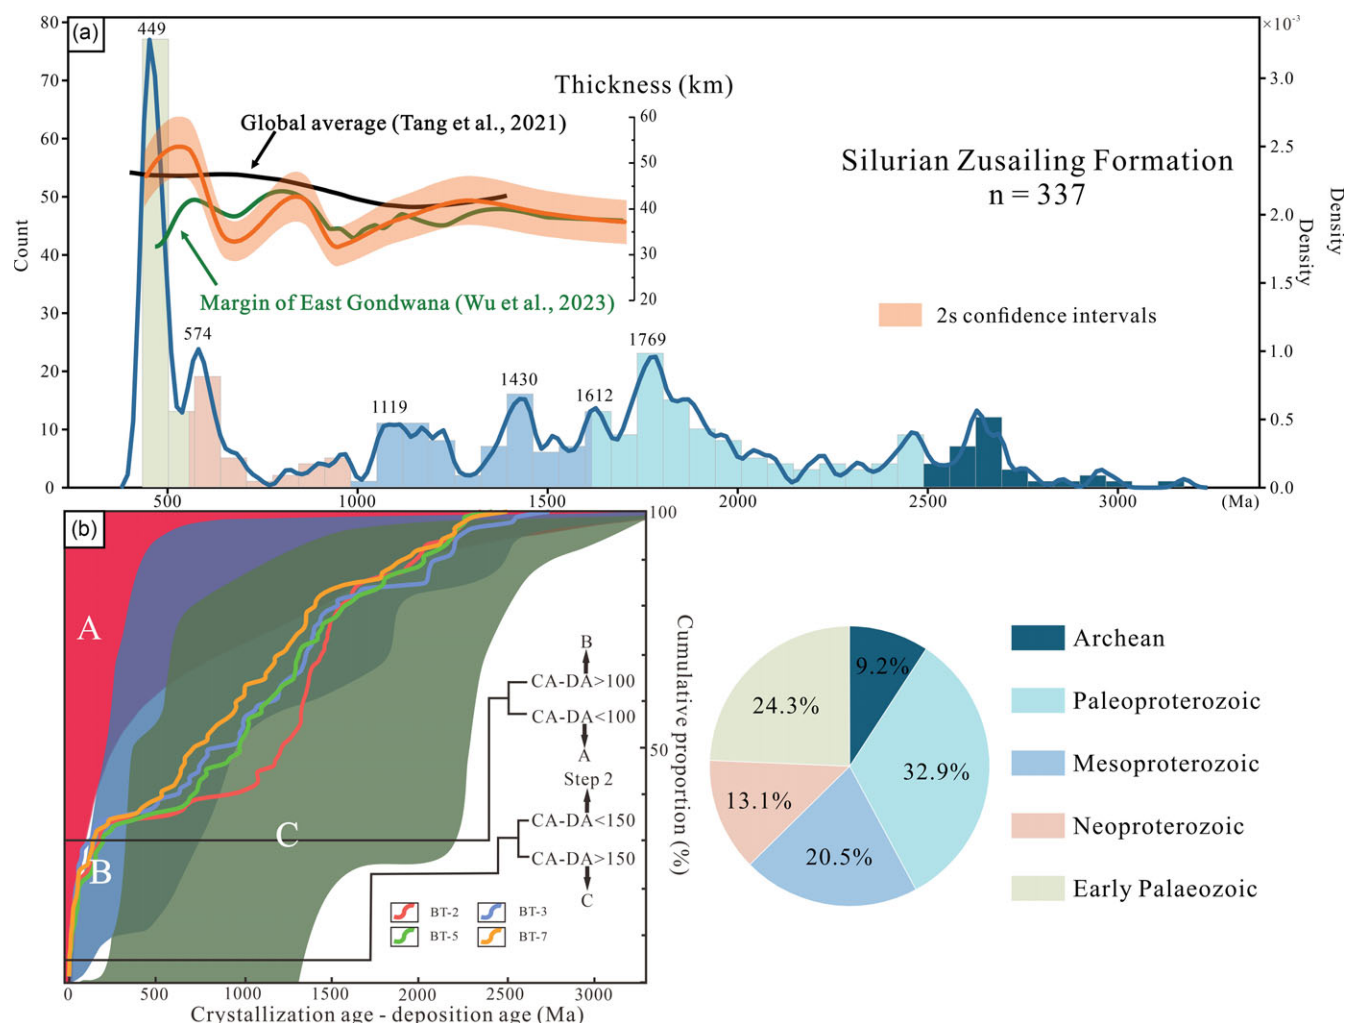 (a)
×10⁻³
80
70
60
50
40
30
20
10
0
Count
449
574
1119
1430
1612
1769
Thickness (km)
60
50
40
30
20
Global average (Tang et al., 2021)
Margin of East Gondwana (Wu et al., 2023)
Silurian Zusailing Formation
n = 337
2s confidence intervals
3.0
2.5
2.0
1.5
1.0
0.5
0.0
Density
Density
500
1000
1500
2000
2500
3000
(Ma)
(b)
100
50
Cumulative proportion (%)
A
B
C
B
CA-DA>100
CA-DA<100
A
Step 2
CA-DA<150
CA-DA>150
C
BT-2
BT-3
BT-5
BT-7
0
500
1000
1500
2000
2500
3000
Crystallization age - deposition age (Ma)
9.2%
32.9%
20.5%
13.1%
24.3%
Archean
Paleoproterozoic
Mesoproterozoic
Neoproterozoic
Early Palaeozoic